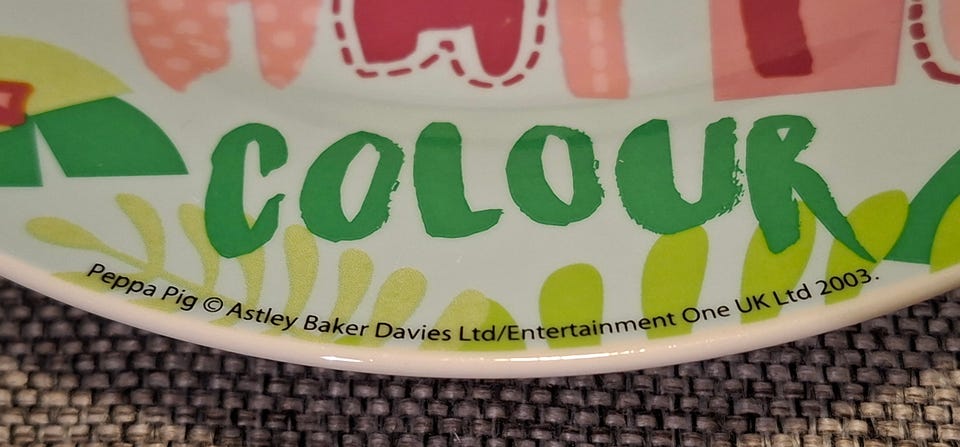 COLOUR
Peppa Pig © Astley Baker Davies Ltd/Entertainment One UK Ltd 2003.